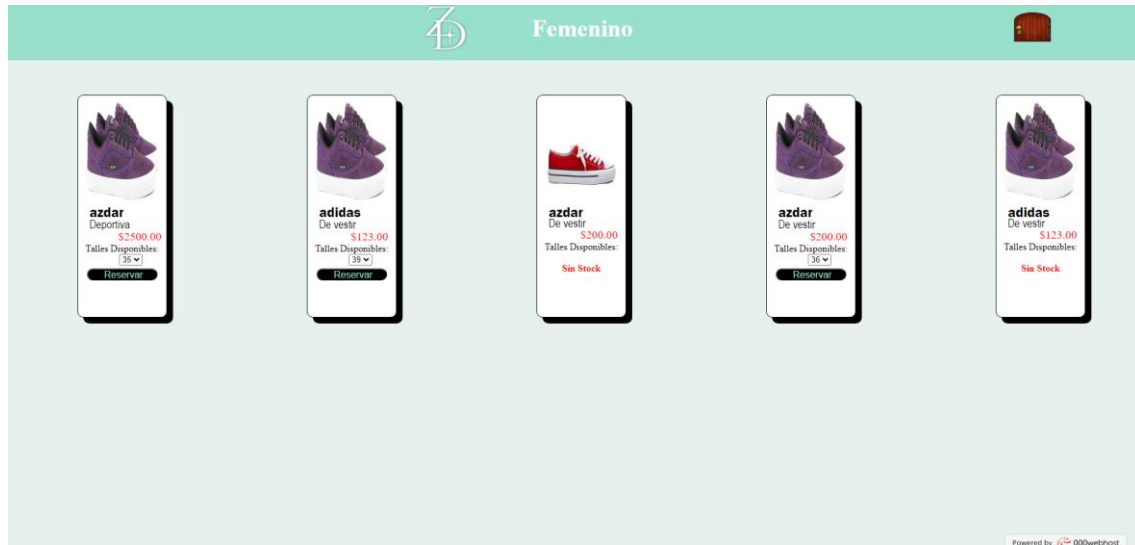 Femenino
azdar
Deportiva
$2500.00
Talles Disponibles:
35
Reservar
adidas
De vestir
$123.00
Talles Disponibles:
39
Reservar
azdar
De vestir
$200.00
Talles Disponibles:
Sin Stock
azdar
De vestir
$200.00
Talles Disponibles:
36
Reservar
adidas
De vestir
$123.00
Talles Disponibles:
Sin Stock
Powered by 000webhost